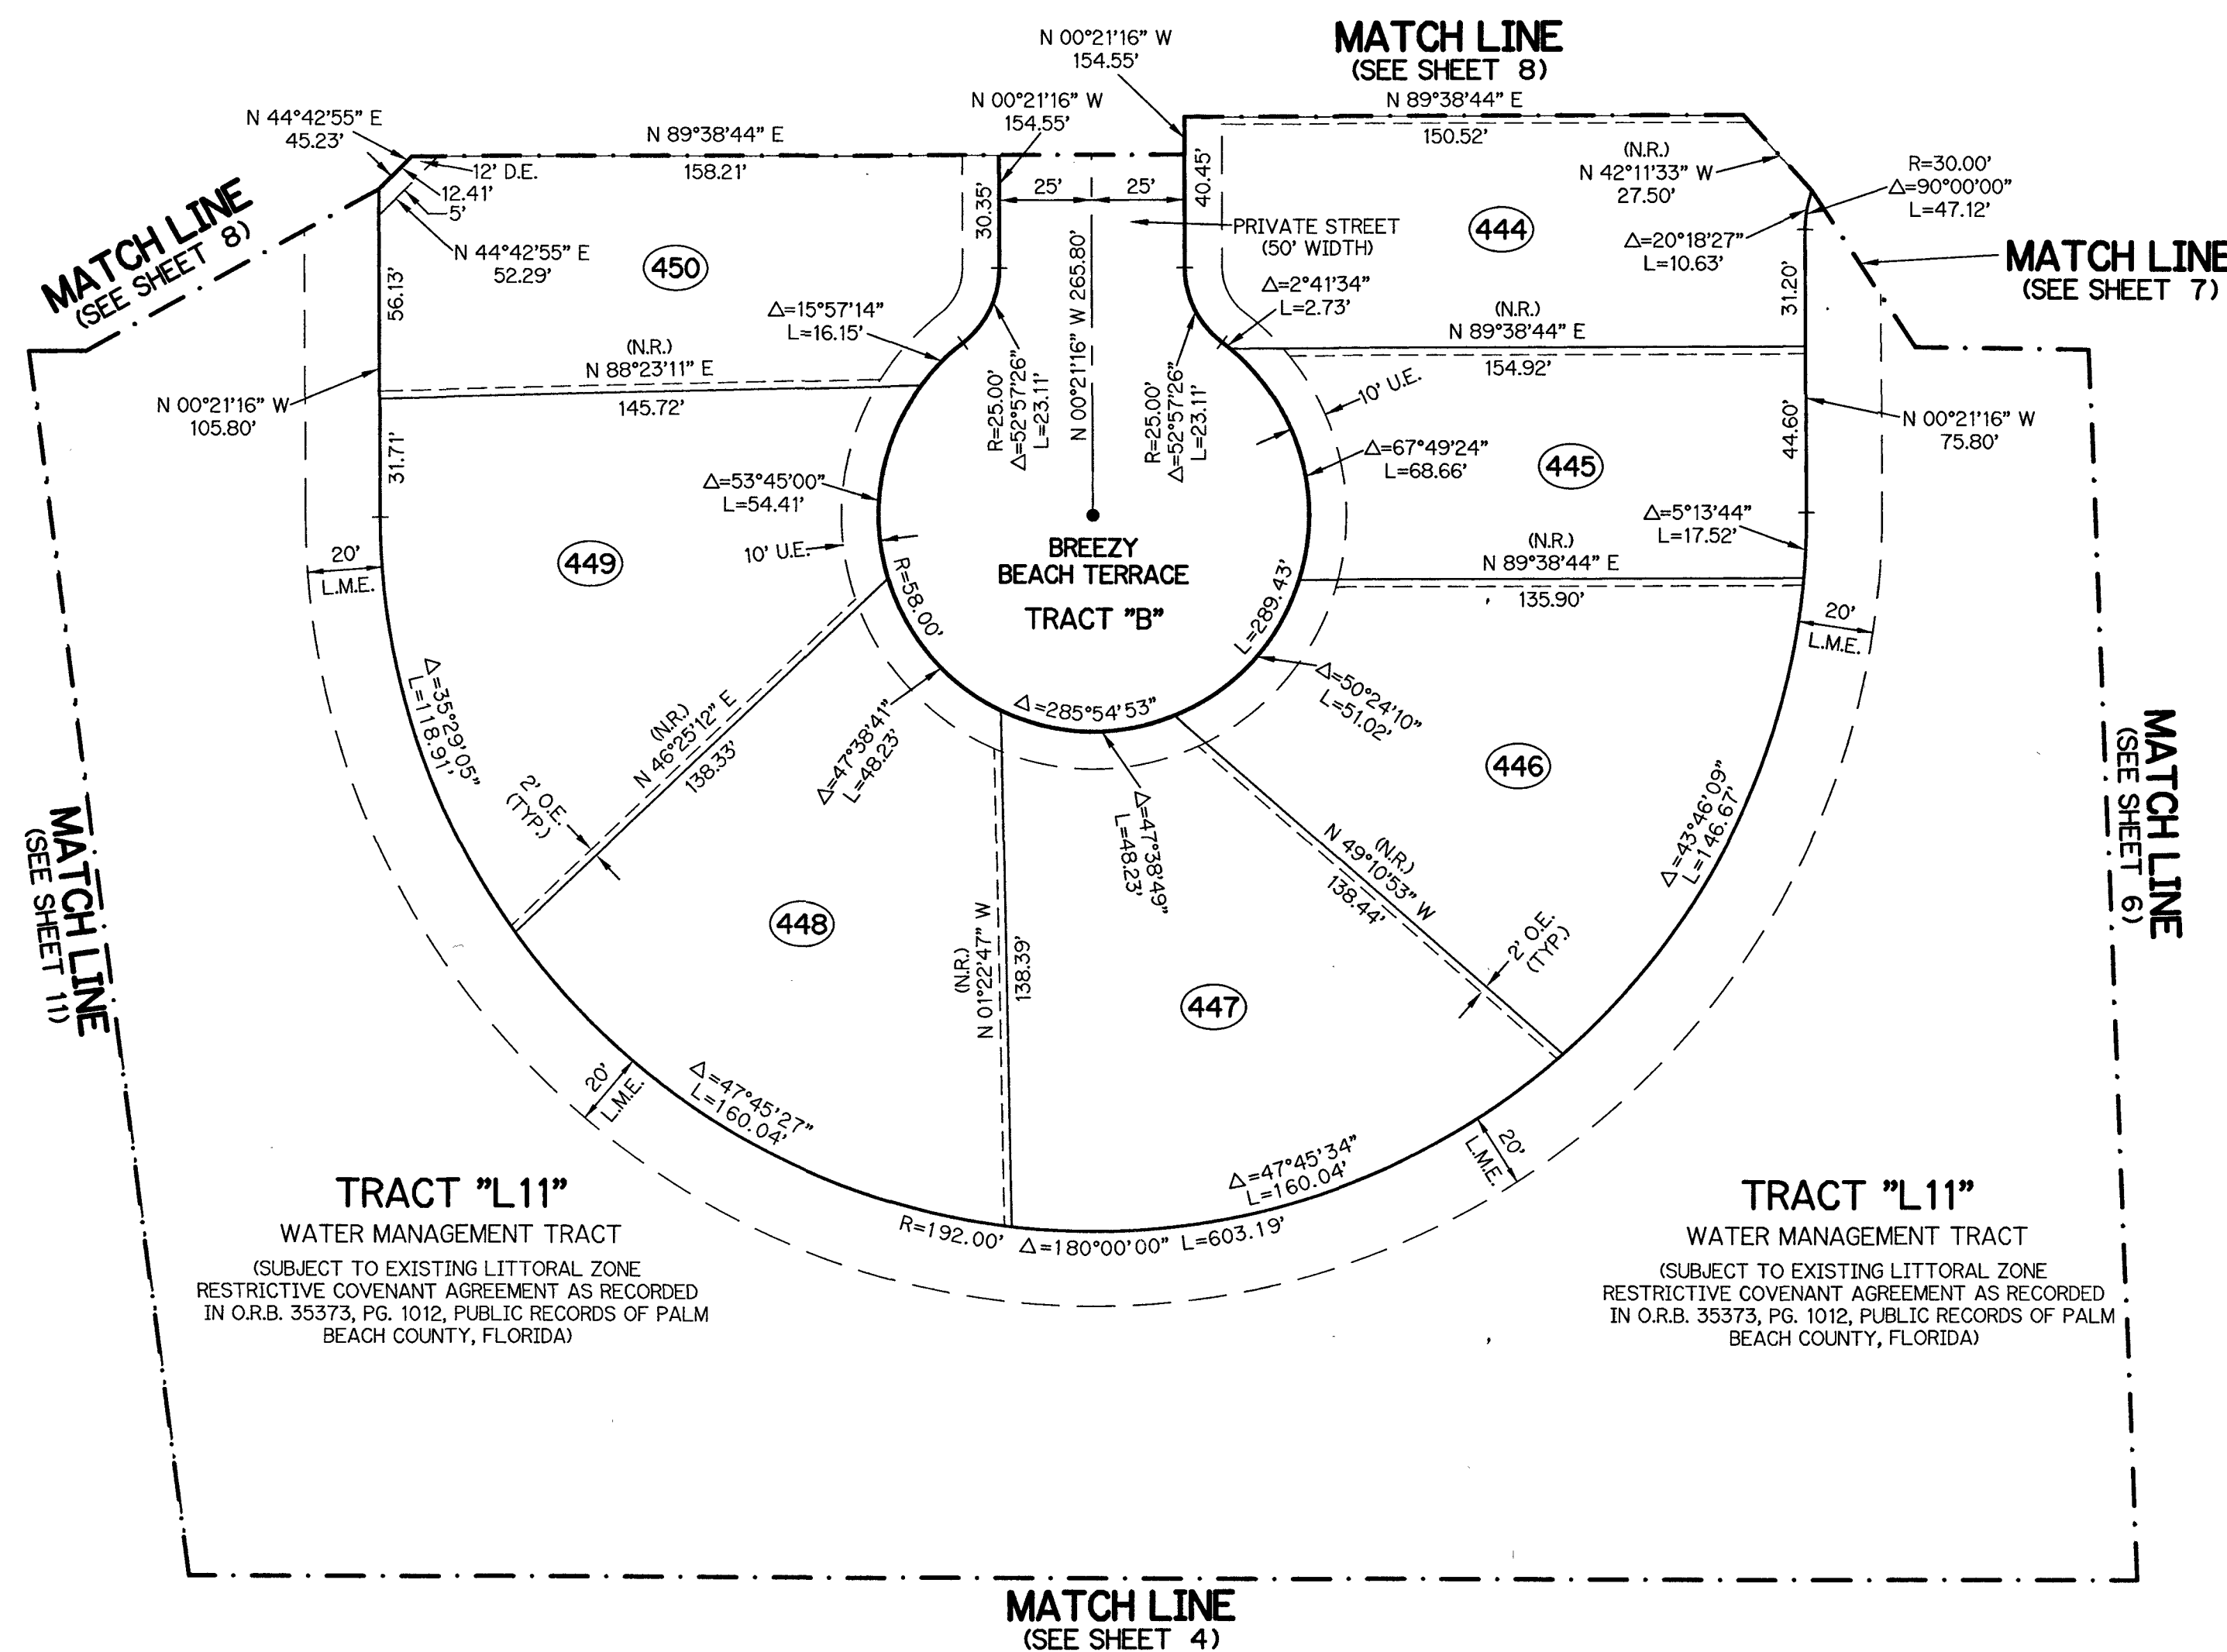 N 00°21'16" W
154.55'
MATCH LINE
(SEE SHEET 8)
N 89°38'44" E
150.52'
N 00°21'16" W
154.55'
N 44°42'55" E
45.23'
N 89°38'44" E
158.21'
12' D.E.
12.41'
5'
N 44°42'55" E
52.29'
MATCH LINE
(SEE SHEET 8)
25'
25'
30.35'
40.45'
PRIVATE STREET
(50' WIDTH)
(N.R.)
N 42°11'33" W
27.50'
R=30.00'
△=90°00'00"
L=47.12'
△=20°18'27"
L=10.63'
MATCH LINE
(SEE SHEET 7)
444
450
56.13'
31.20'
△=15°57'14"
L=16.15'
△=2°41'34"
L=2.73'
(N.R.)
N 88°23'11" E
145.72'
(N.R.)
N 89°38'44" E
154.92'
N 00°21'16" W 265.80'
R=25.00'
△=52°57'26"
L=23.11'
R=25.00'
△=52°57'26"
L=23.11'
10' U.E.
N 00°21'16" W
105.80'
N 00°21'16" W
75.80'
31.71'
44.60'
△=67°49'24"
L=68.66'
445
△=53°45'00"
L=54.41'
△=5°13'44"
L=17.52'
10' U.E.
449
20'
L.M.E.
BREEZY
BEACH TERRACE
TRACT "B"
(N.R.)
N 89°38'44" E
135.90'
R=58.00'
L=289.43'
20'
L.M.E.
△=285°54'53"
△=50°24'10"
L=51.02'
△=35°29'05"
L=118.91'
(N.R.)
N 46°25'12" E
138.33'
△=47°38'41"
L=48.23'
△=47°38'49"
L=48.23'
446
△=43°46'09"
L=146.67'
MATCH LINE
(SEE SHEET 6)
2' O.E.
(TYP.)
(N.R.)
N 49°10'53" W
138.44'
MATCH LINE
(SEE SHEET 11)
448
(N.R.)
N 01°22'47" W
138.39'
2' O.E.
(TYP.)
447
20'
L.M.E.
△=47°45'27"
L=160.04'
△=47°45'34"
L=160.04'
20'
L.M.E.
R=192.00' △=180°00'00" L=603.19'
TRACT "L11"
WATER MANAGEMENT TRACT
(SUBJECT TO EXISTING LITTORAL ZONE
RESTRICTIVE COVENANT AGREEMENT AS RECORDED
IN O.R.B. 35373, PG. 1012, PUBLIC RECORDS OF PALM
BEACH COUNTY, FLORIDA)
TRACT "L11"
WATER MANAGEMENT TRACT
(SUBJECT TO EXISTING LITTORAL ZONE
RESTRICTIVE COVENANT AGREEMENT AS RECORDED
IN O.R.B. 35373, PG. 1012, PUBLIC RECORDS OF PALM
BEACH COUNTY, FLORIDA)
MATCH LINE
(SEE SHEET 4)